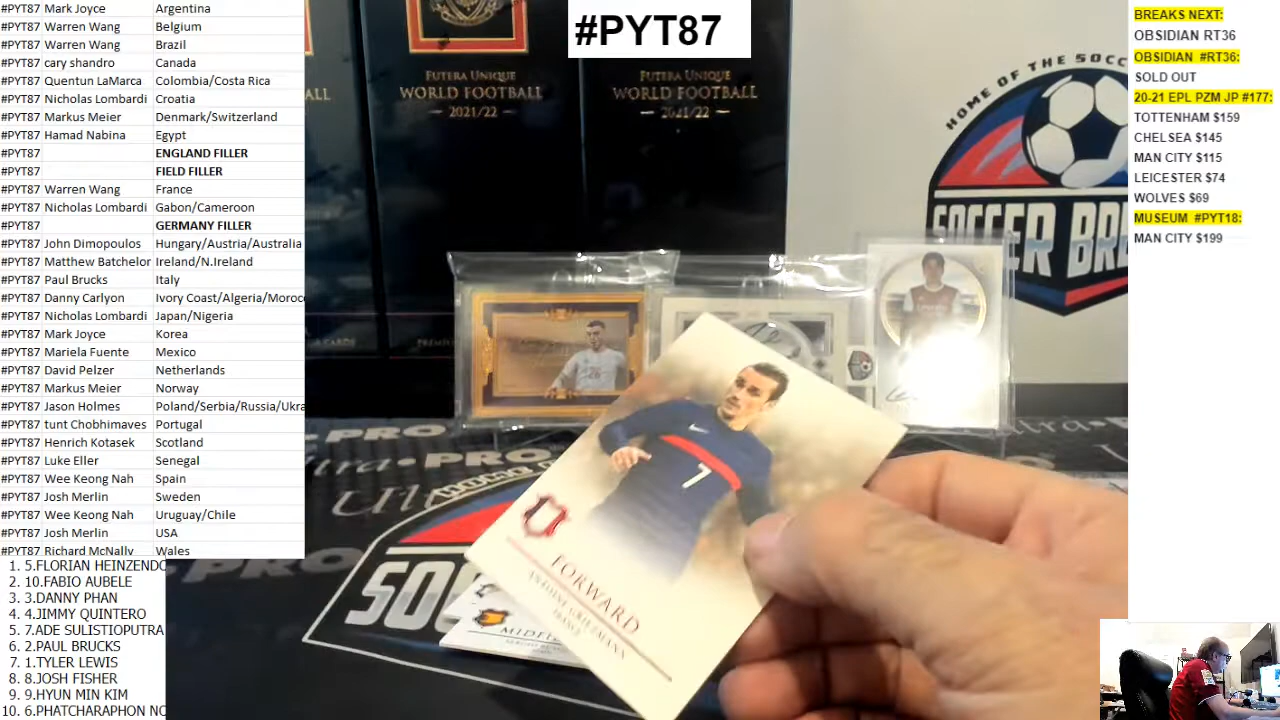 #PYT87 Mark Joyce Argentina
#PYT87 Warren Wang Belgium
#PYT87 Warren Wang Brazil
#PYT87 cary shandro Canada
#PYT87 Quentun LaMarca Colombia/Costa Rica
#PYT87 Nicholas Lombardi Croatia
#PYT87 Markus Meier Denmark/Switzerland
#PYT87 Hamad Nabina Egypt
#PYT87 ENGLAND FILLER
#PYT87 FIELD FILLER
#PYT87 Warren Wang France
#PYT87 Nicholas Lombardi Gabon/Cameroon
#PYT87 GERMANY FILLER
#PYT87 John Dimopoulos Hungary/Austria/Australia
#PYT87 Matthew Batchelor Ireland/N.Ireland
#PYT87 Paul Brucks Italy
#PYT87 Danny Carlyon Ivory Coast/Algeria/Moroc
#PYT87 Nicholas Lombardi Japan/Nigeria
#PYT87 Mark Joyce Korea
#PYT87 Mariela Fuente Mexico
#PYT87 David Pelzer Netherlands
#PYT87 Markus Meier Norway
#PYT87 Jason Holmes Poland/Serbia/Russia/Ukra
#PYT87 tunt Chobhimaves Portugal
#PYT87 Henrich Kotasek Scotland
#PYT87 Luke Eller Senegal
#PYT87 Wee Keong Nah Spain
#PYT87 Josh Merlin Sweden
#PYT87 Wee Keong Nah Uruguay/Chile
#PYT87 Josh Merlin USA
#PYT87 Richard McNally Wales
1. 5.FLORIAN HEINZENDO
2. 10.FABIO AUBELE
3. 3.DANNY PHAN
4. 4.JIMMY QUINTERO
5. 7.ADE SULISTIOPUTRA
6. 2.PAUL BRUCKS
7. 1.TYLER LEWIS
8. 8.JOSH FISHER
9. 9.HYUN MIN KIM
10. 6.PHATCHARAPHON NO
#PYT87
FUTERA UNIQUE
WORLD FOOTBALL
2021/22
FUTERA UNIQUE
WORLD FOOTBALL
2021/22
HOME OF THE SOCC
SOCCER BRE
7
FORWARD
ANTOINE GRIEZMANN
FRANCE
MIDFI
PRO
SOC
BREAKS NEXT:
OBSIDIAN RT36
OBSIDIAN #RT36:
SOLD OUT
20-21 EPL PZM JP #177:
TOTTENHAM $159
CHELSEA $145
MAN CITY $115
LEICESTER $74
WOLVES $69
MUSEUM #PYT18:
MAN CITY $199